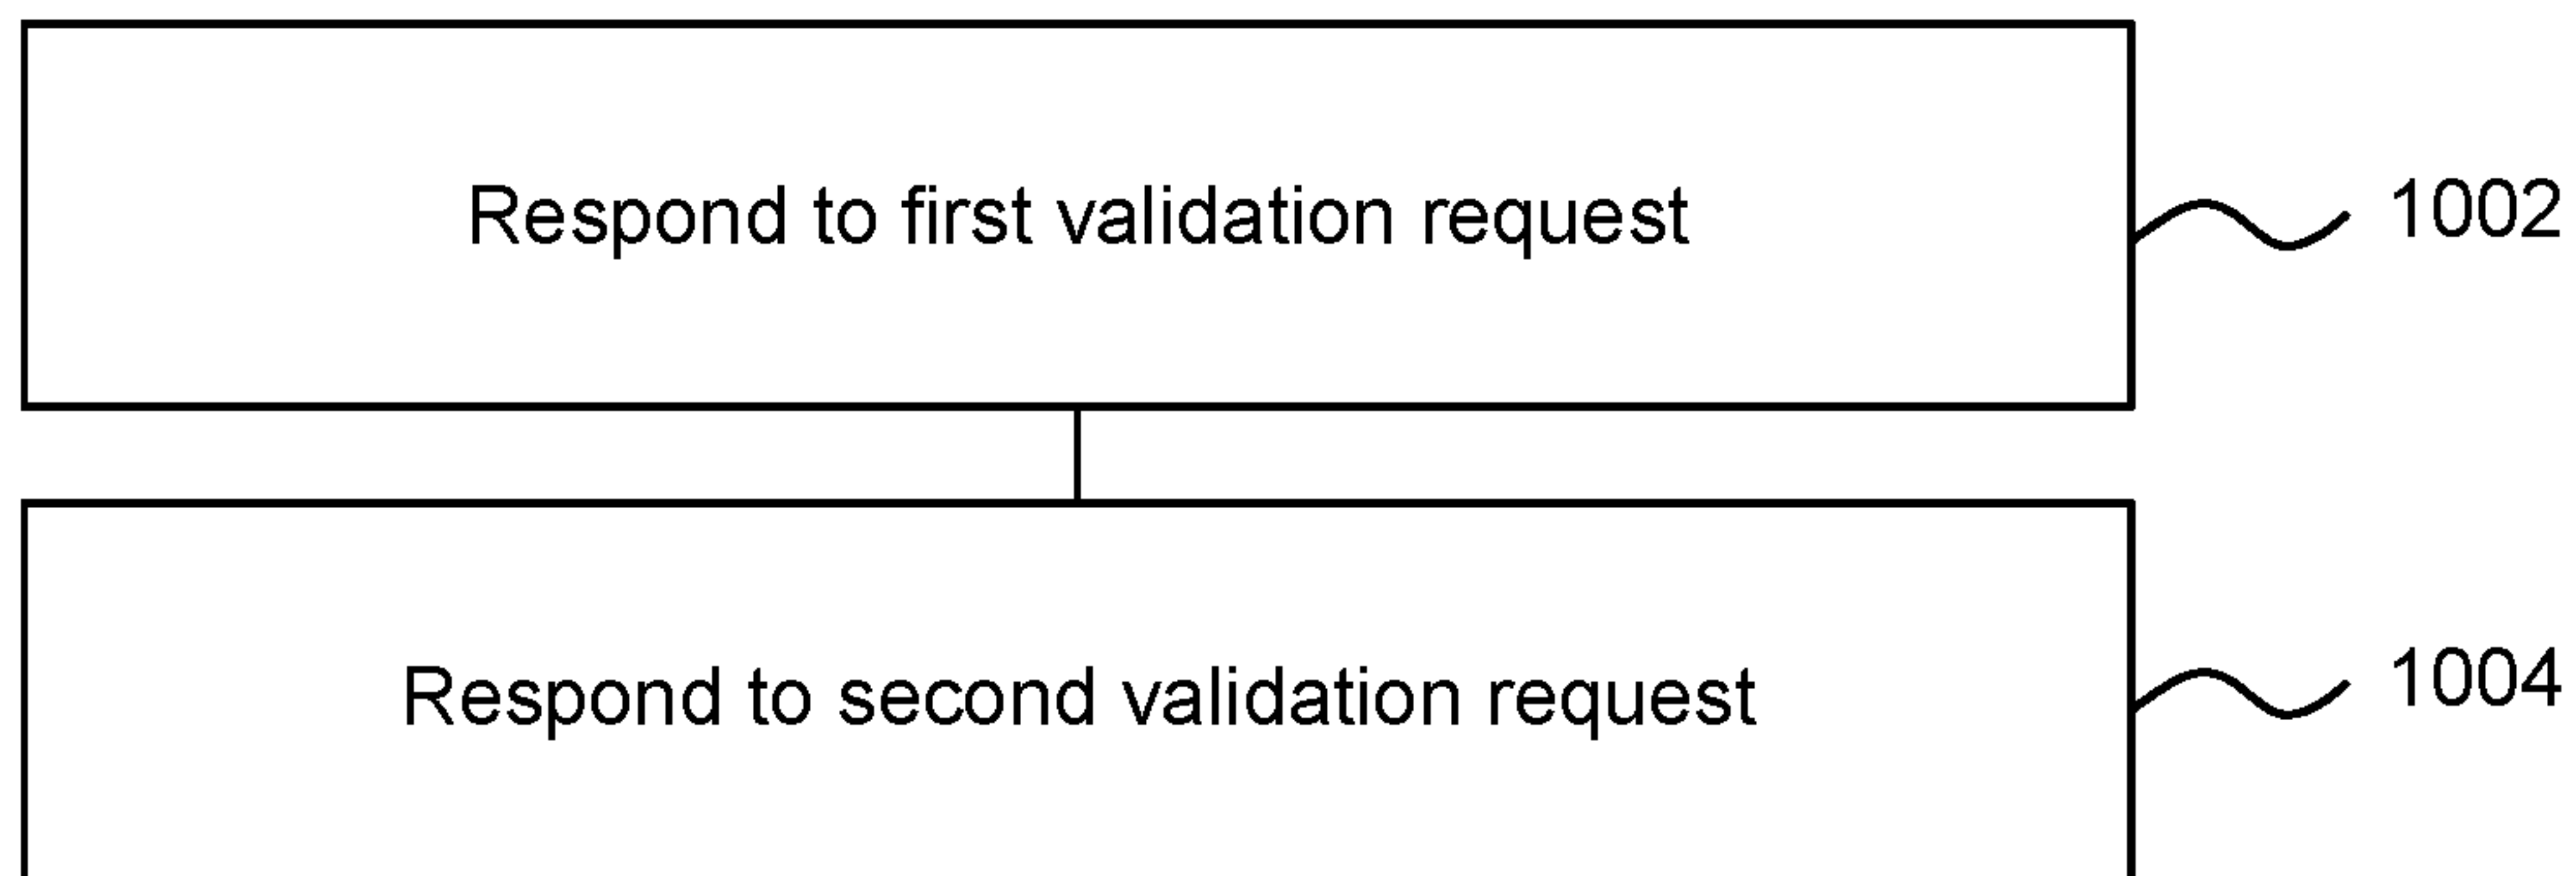 Respond to first validation request
1002
Respond to second validation request
1004